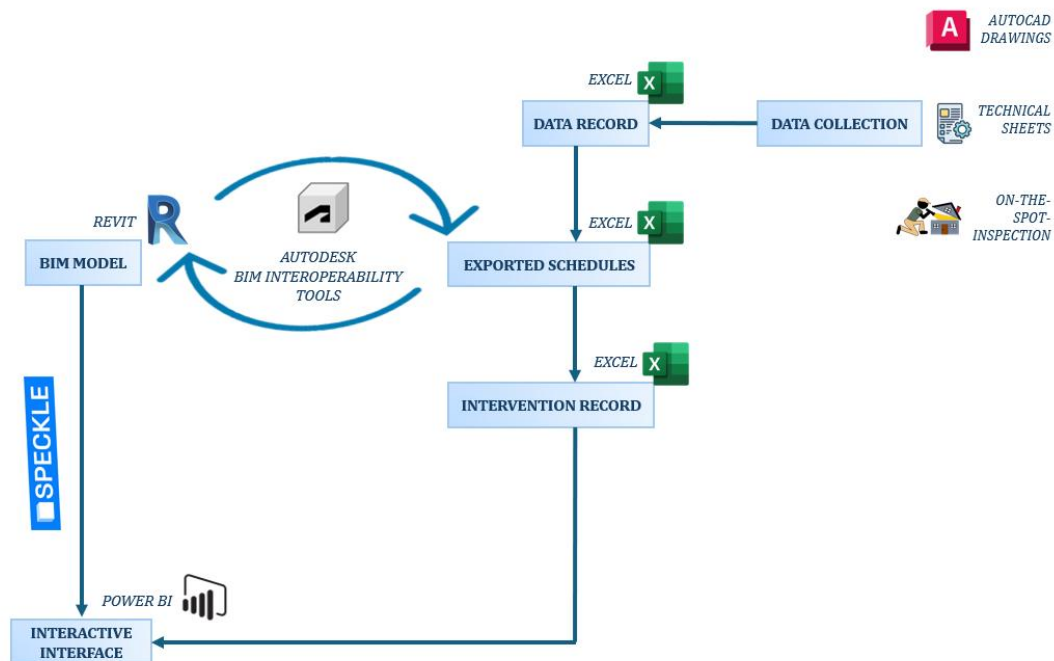 A
AUTOCAD
DRAWINGS
EXCEL
X
DATA RECORD
DATA COLLECTION
TECHNICAL
SHEETS
REVIT
R
AUTODESK
BIM INTEROPERABILITY
TOOLS
EXCEL
X
ON-THE-
SPOT-
INSPECTION
BIM MODEL
EXPORTED SCHEDULES
EXCEL
X
INTERVENTION RECORD
SPECKLE
POWER BI
INTERACTIVE
INTERFACE